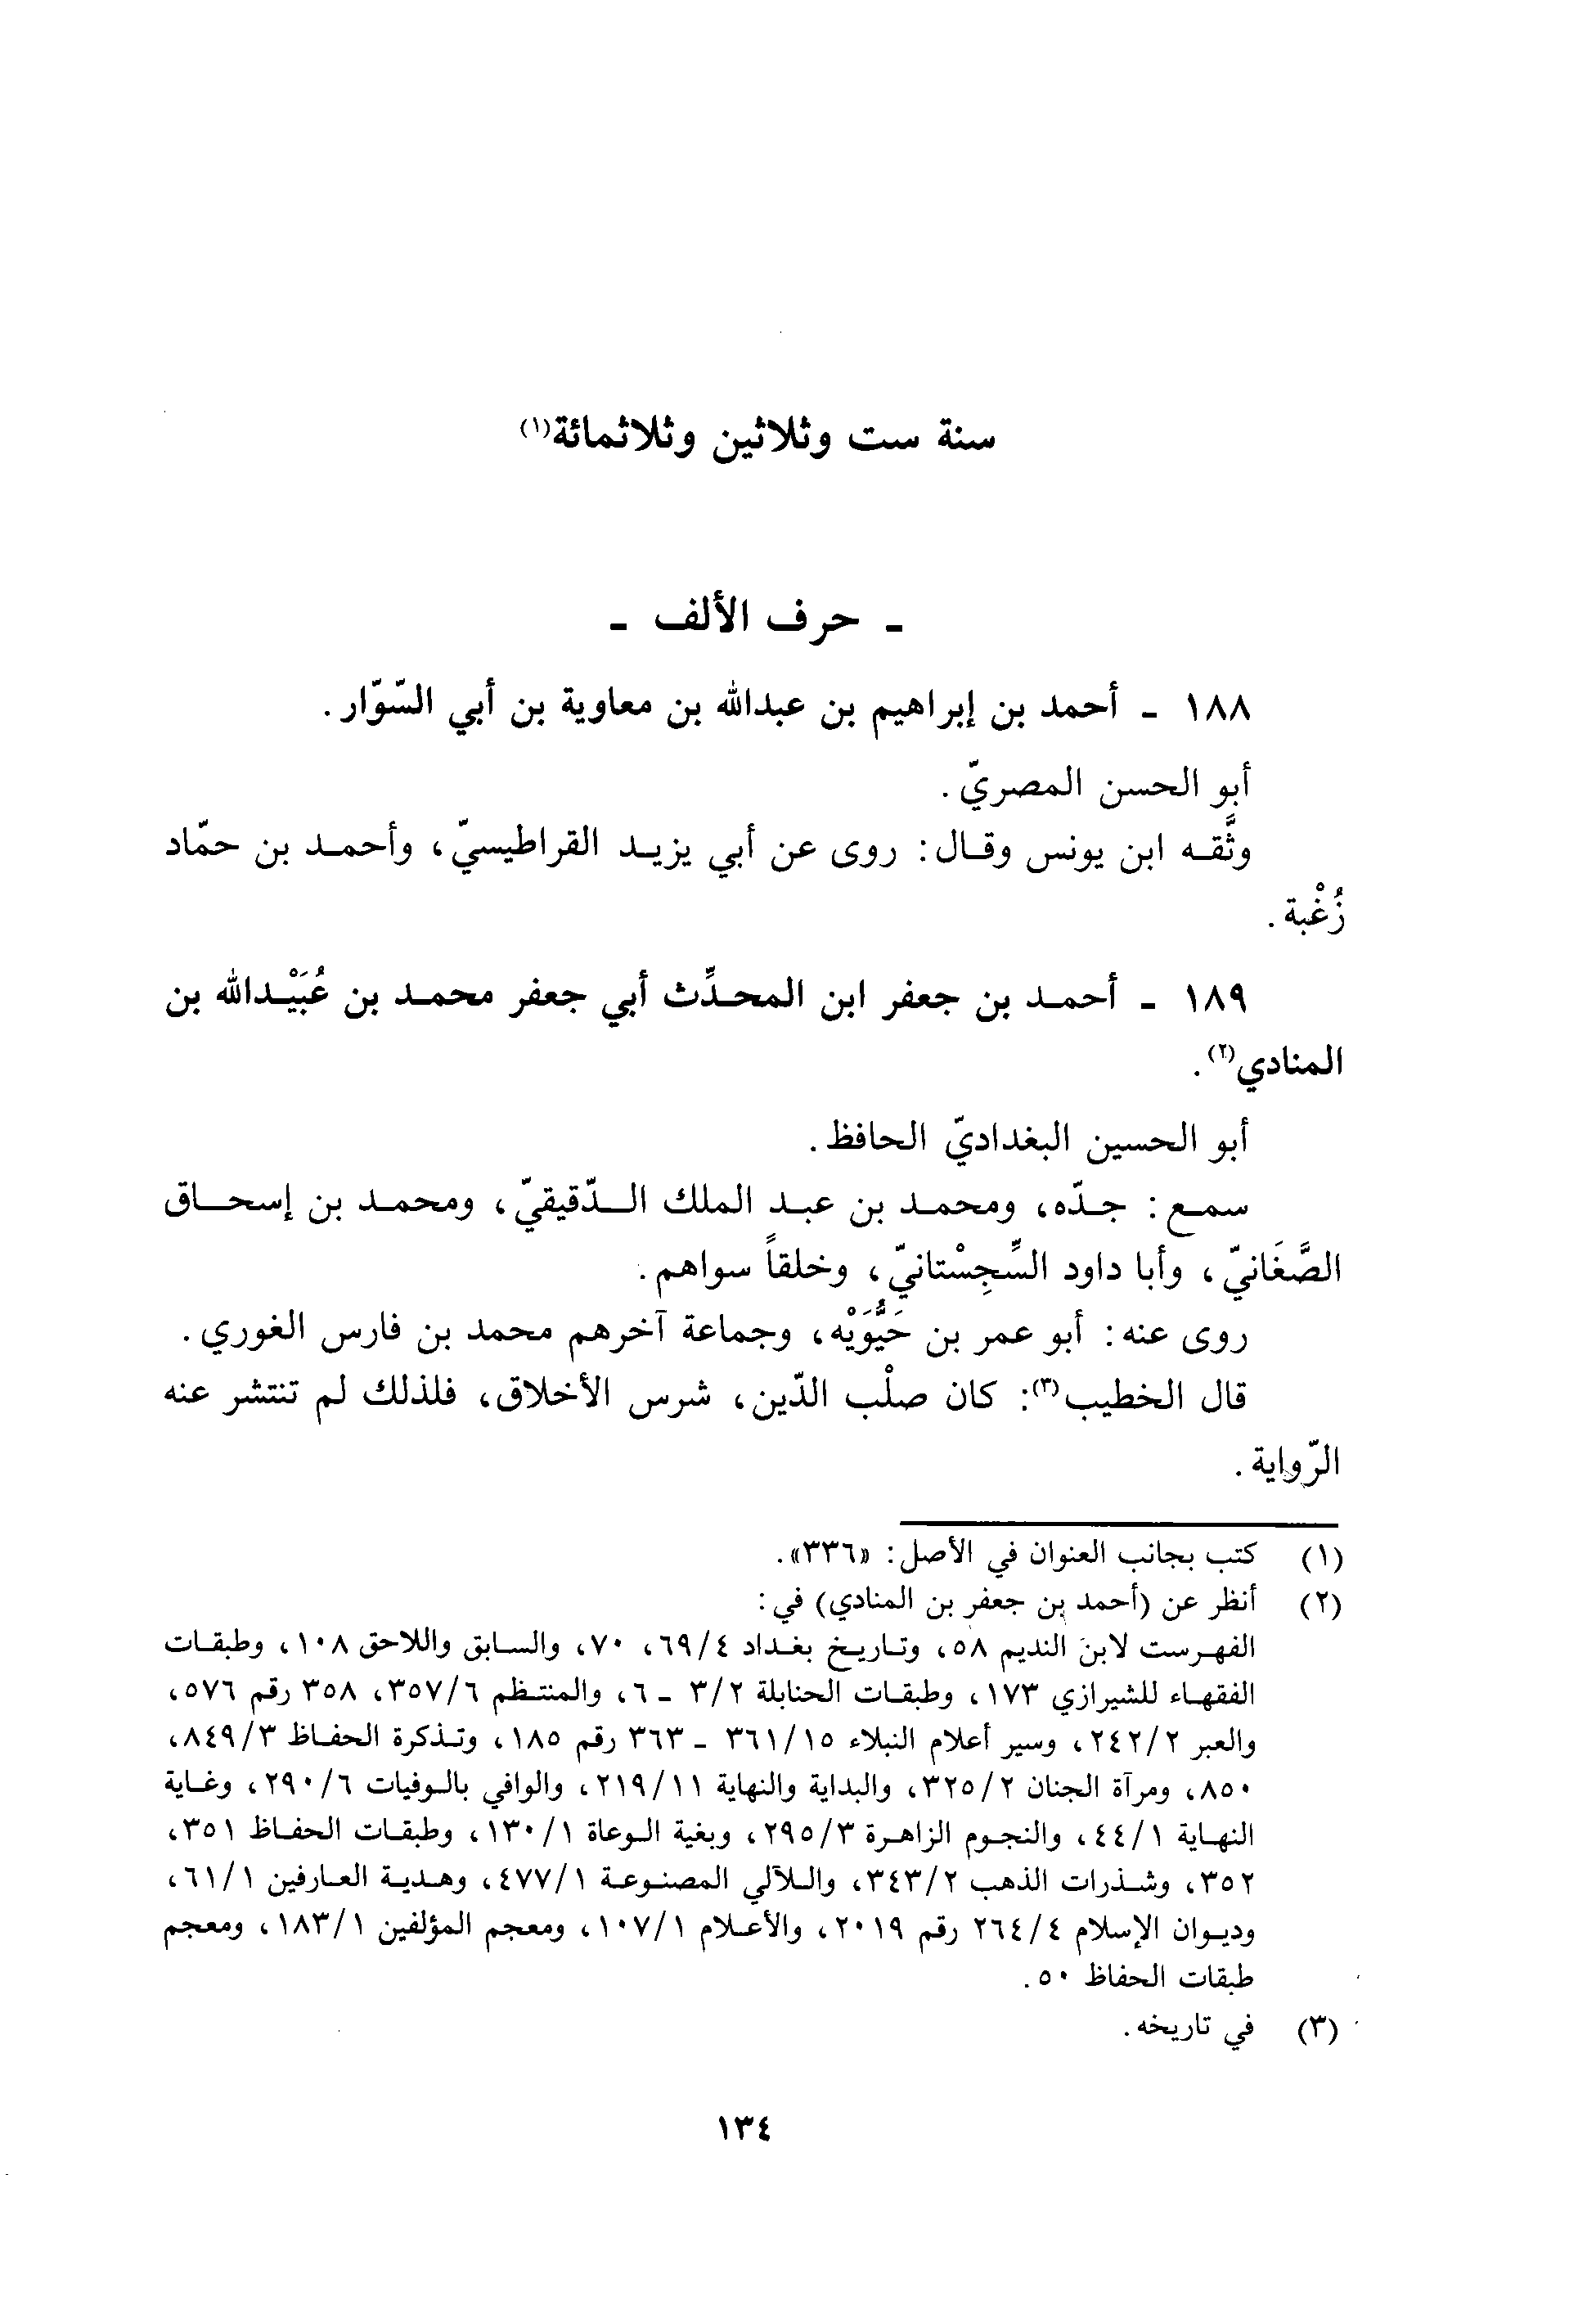 سنة ست وثلاثين وثلاثمائة(١)
- حرف الألف -
١٨٨ - أحمد بن إبراهيم بن عبدالله بن معاوية بن أبي السّوّار.
أبو الحسن المصريّ.
وثَّقه ابن يونس وقال: روى عن أبي يزيد القراطيسيّ، وأحمد بن حمّاد
زُغْبة.
١٨٩ - أحمد بن جعفر ابن المحدِّث أبي جعفر محمد بن عُبَيْدالله بن
المنادي(٢).
أبو الحسين البغداديّ الحافظ.
سمع: جدّه، ومحمد بن عبد الملك الدّقيقيّ، ومحمد بن إسحاق
الصَّغَانيّ، وأبا داود السِّجِسْتانيّ، وخلقاً سواهم.
روى عنه: أبو عمر بن حَيُّوَيْه، وجماعة آخرهم محمد بن فارس الغوري.
قال الخطيب(٣): كان صلْب الدّين، شرس الأخلاق، فلذلك لم تنتشر عنه
الرّواية.
(١) كتب بجانب العنوان في الأصل: «٣٣٦».
(٢) أنظر عن (أحمد بن جعفر بن المنادي) في:
الفهرست لابن النديم ٥٨، وتاريخ بغداد ٦٩/٤، ٧٠، والسابق واللاحق ١٠٨، وطبقات
الفقهاء للشيرازي ١٧٣، وطبقات الحنابلة ٣/٢ - ٦، والمنتظم ٣٥٧/٦، ٣٥٨ رقم ٥٧٦،
والعبر ٢٤٢/٢، وسير أعلام النبلاء ٣٦١/١٥ - ٣٦٣ رقم ١٨٥، وتذكرة الحفاظ ٨٤٩/٣،
٨٥٠، ومرآة الجنان ٣٢٥/٢، والبداية والنهاية ٢١٩/١١، والوافي بالوفيات ٢٩٠/٦، وغاية
النهاية ٤٤/١، والنجوم الزاهرة ٢٩٥/٣، وبغية الوعاة ١٣٠/١، وطبقات الحفاظ ٣٥١،
٣٥٢، وشذرات الذهب ٣٤٣/٢، واللآلي المصنوعة ٤٧٧/١، وهدية العارفين ٦١/١،
وديوان الإسلام ٢٦٤/٤ رقم ٢٠١٩، والأعلام ١٠٧/١، ومعجم المؤلفين ١٨٣/١، ومعجم
طبقات الحفاظ ٥٠.
(٣) في تاريخه.
١٣٤